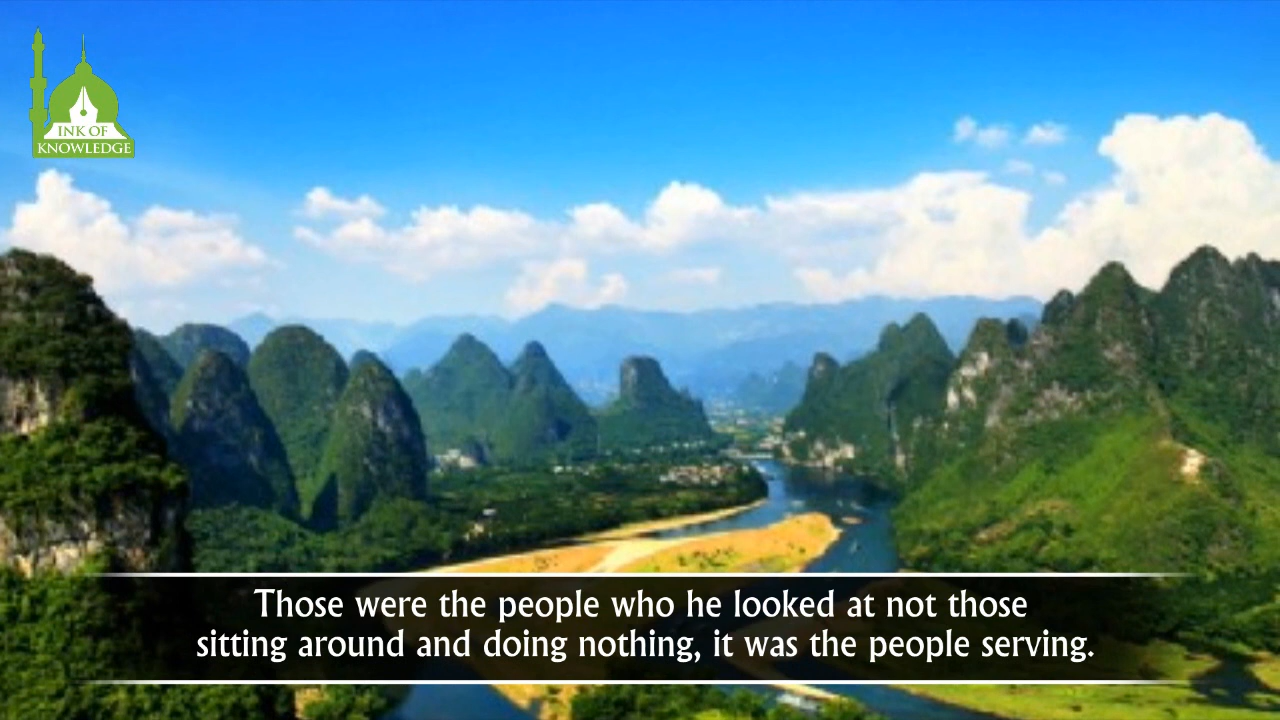 INK OF
KNOWLEDGE
Those were the people who he looked at not those
sitting around and doing nothing, it was the people serving.